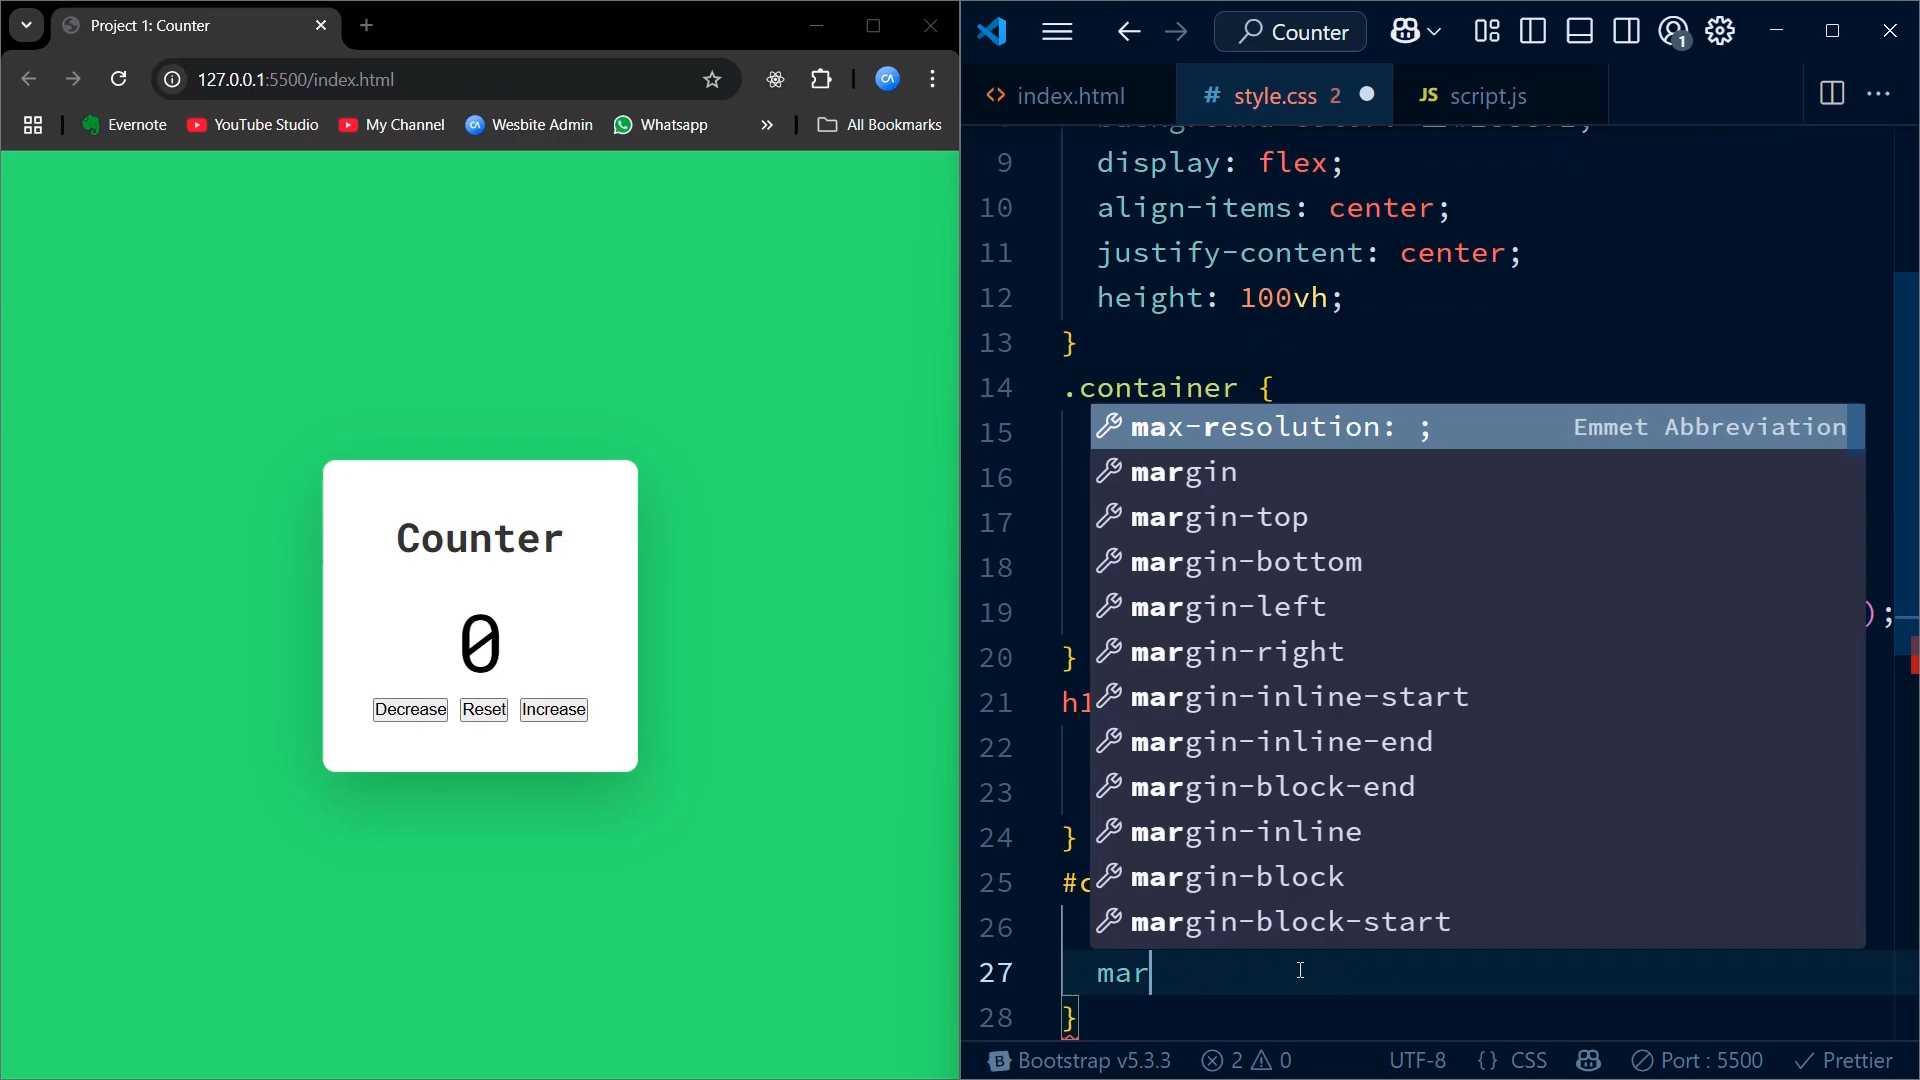 Project 1: Counter
127.0.0.1:5500/index.html
CA
Evernote
YouTube Studio
My Channel
CA
Wesbite Admin
Whatsapp
»
All Bookmarks
Counter
0
Decrease
Reset
Increase
Counter
1
<> index.html
# style.css 2
JS script.js
9 display: flex;
10 align-items: center;
11 justify-content: center;
12 height: 100vh;
13 }
14 .container {
15
16
17
18
19 );
20 }
21 h1
22
23
24 }
25 #c
26
27 mar
28 }
max-resolution: ; Emmet Abbreviation
margin
margin-top
margin-bottom
margin-left
margin-right
margin-inline-start
margin-inline-end
margin-block-end
margin-inline
margin-block
margin-block-start
B Bootstrap v5.3.3 2 0 UTF-8 {} CSS Port : 5500 Prettier